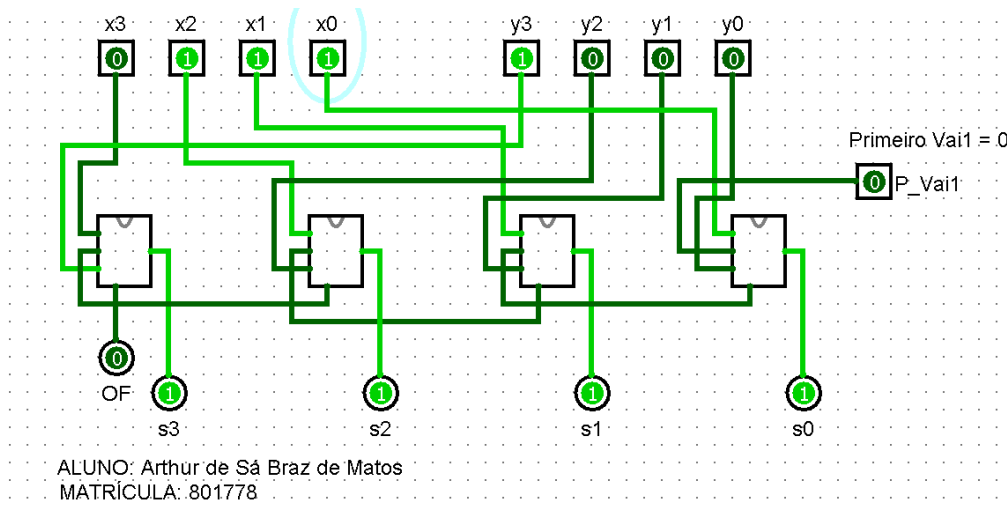 x3 x2 x1 x0 y3 y2 y1 y0
0 1 1 1 1 0 0 0
Primeiro Vai1 = 0
0 P_Vai1
0
OF
1 1 1 1
s3 s2 s1 s0
ALUNO: Arthur de Sá Braz de Matos
MATRÍCULA: 801778